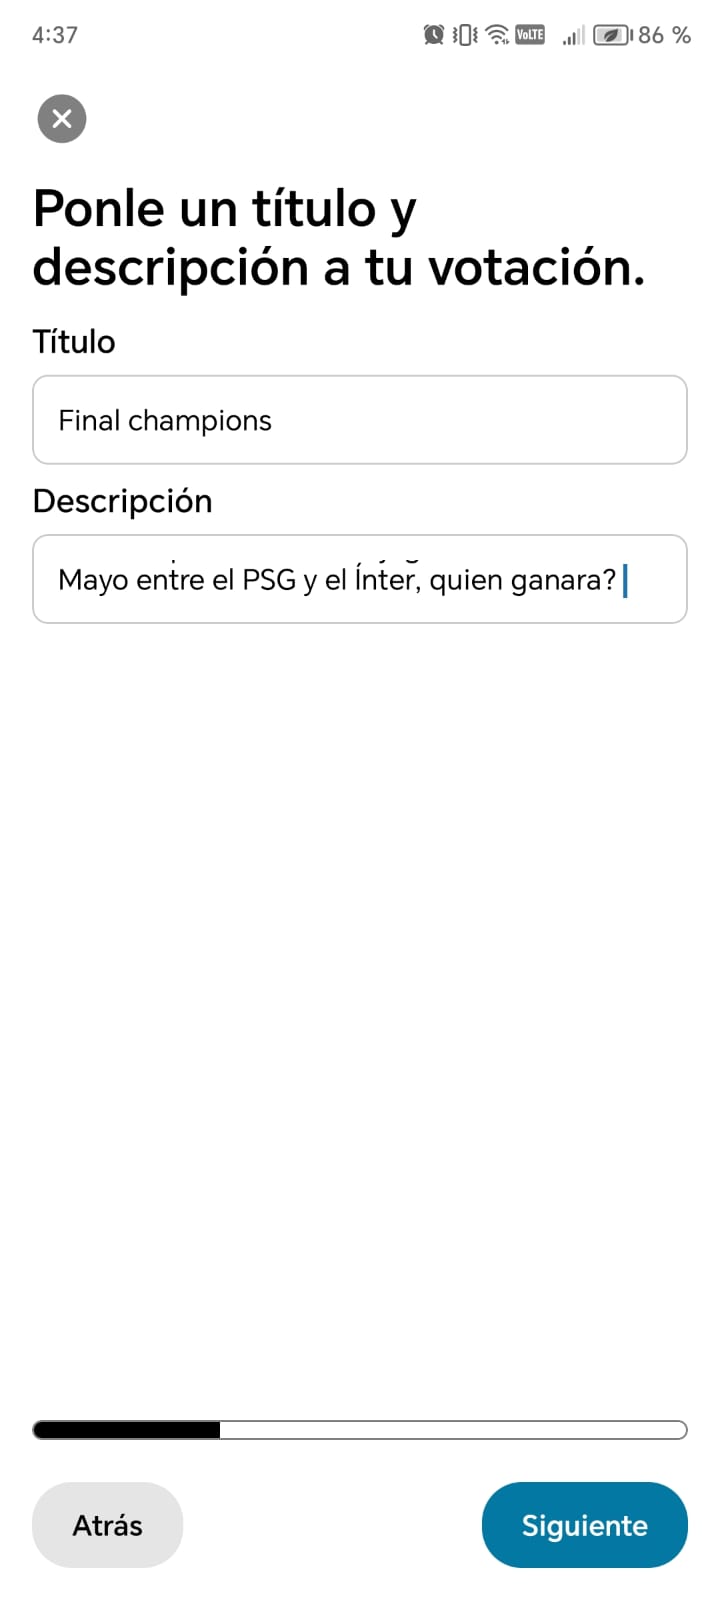 4:37
VoLTE
86 %
Ponle un título y
descripción a tu votación.
Título
Final champions
Descripción
Mayo entre el PSG y el Ínter, quien ganara?
Atrás
Siguiente